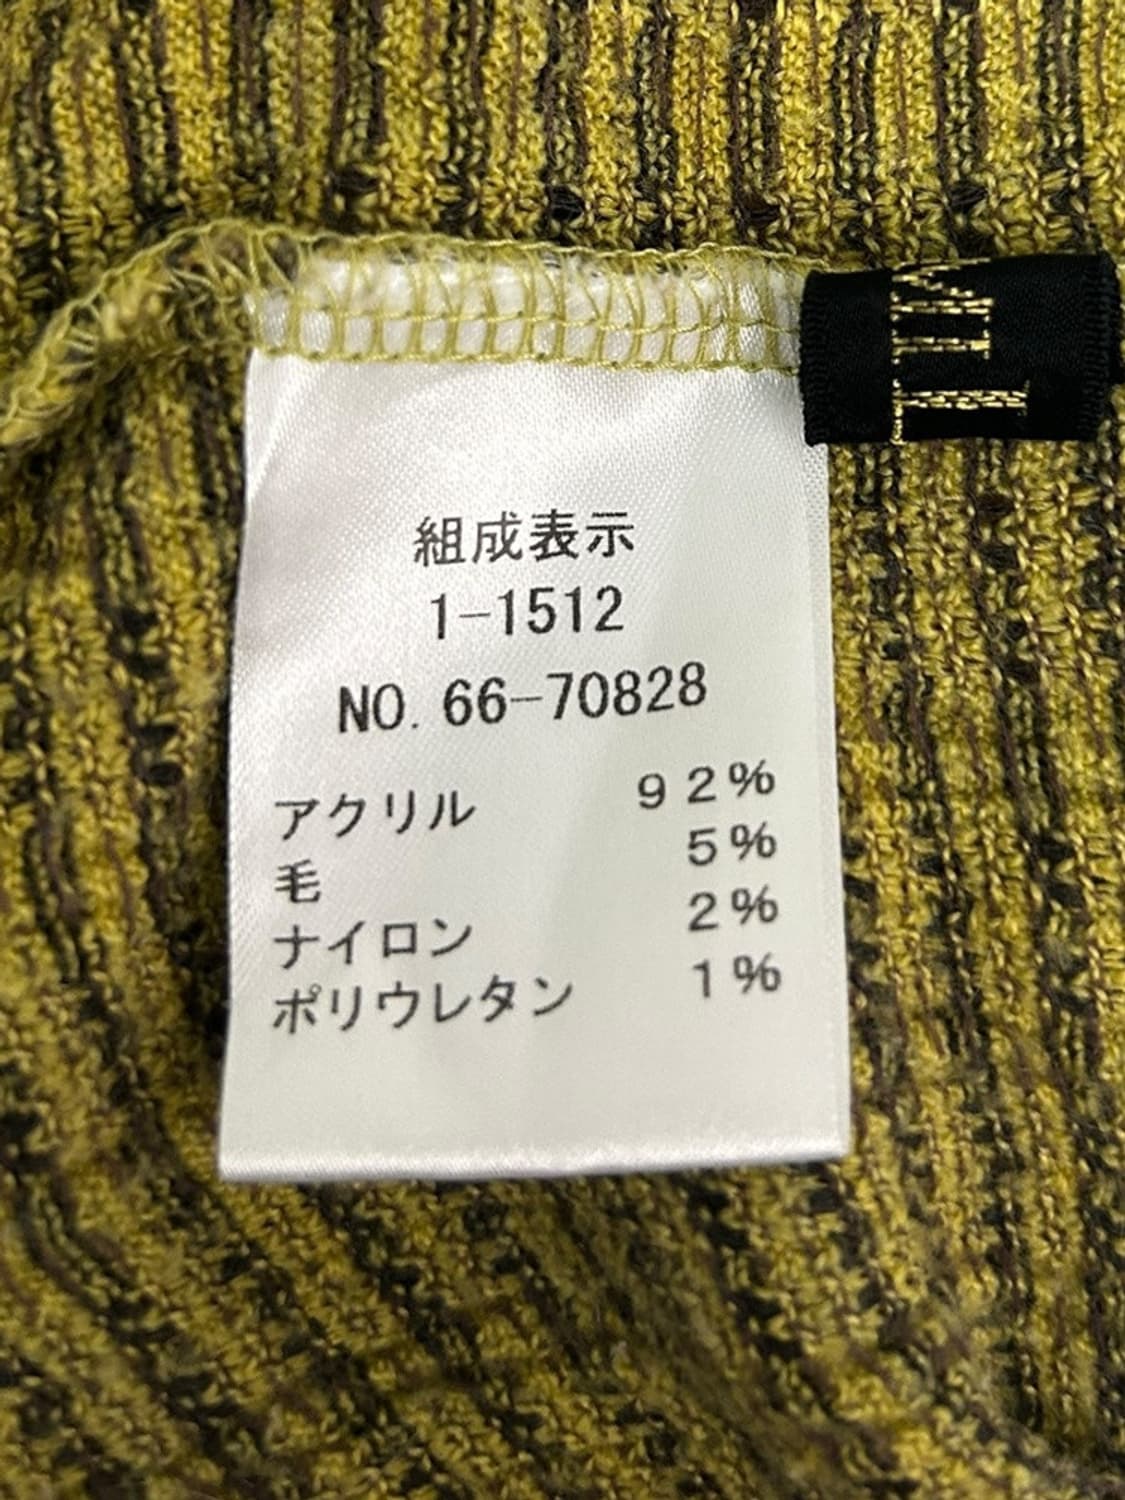 組成表示
1-1512
NO. 66-70828
アクリル 92%
毛 5%
ナイロン 2%
ポリウレタン 1%